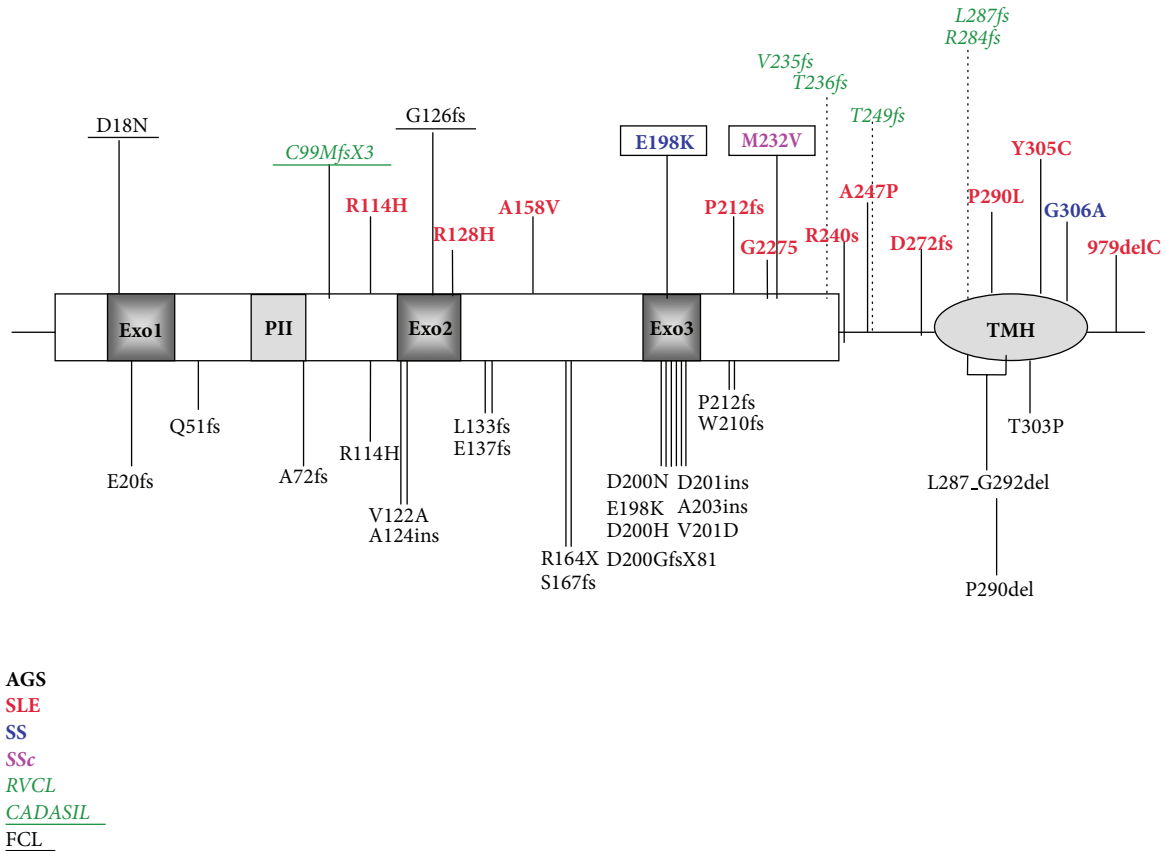 L287fs
R284fs
V235fs
T236fs
D18N
G126fs
T249fs
C99MfsX3
E198K
M232V
Y305C
R114H
A158V
P212fs
A247P
P290L
G306A
R128H
G2275
R240s
D272fs
979delC
Exo1
PII
Exo2
Exo3
TMH
Q51fs
E20fs
A72fs
R114H
V122A
A124ins
L133fs
E137fs
R164X
S167fs
P212fs
W210fs
D200N D201ins
E198K A203ins
D200H V201D
D200GfsX81
T303P
L287_G292del
P290del
AGS
SLE
SS
SSc
RVCL
CADASIL
FCL